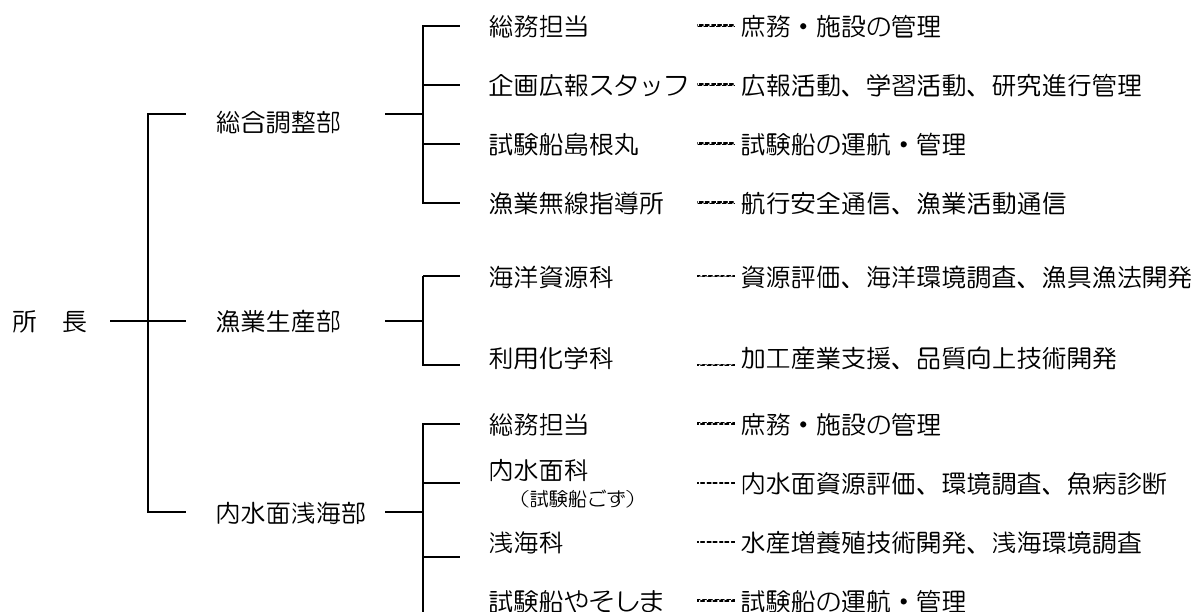 総務担当 庶務・施設の管理
企画広報スタッフ 広報活動、学習活動、研究進行管理
総合調整部
試験船島根丸 試験船の運航・管理
漁業無線指導所 航行安全通信、漁業活動通信
海洋資源科 資源評価、海洋環境調査、漁具漁法開発
所　長 漁業生産部
利用化学科 加工産業支援、品質向上技術開発
総務担当 庶務・施設の管理
内水面科
（試験船ごず） 内水面資源評価、環境調査、魚病診断
内水面浅海部
浅海科 水産増養殖技術開発、浅海環境調査
試験船やそしま 試験船の運航・管理